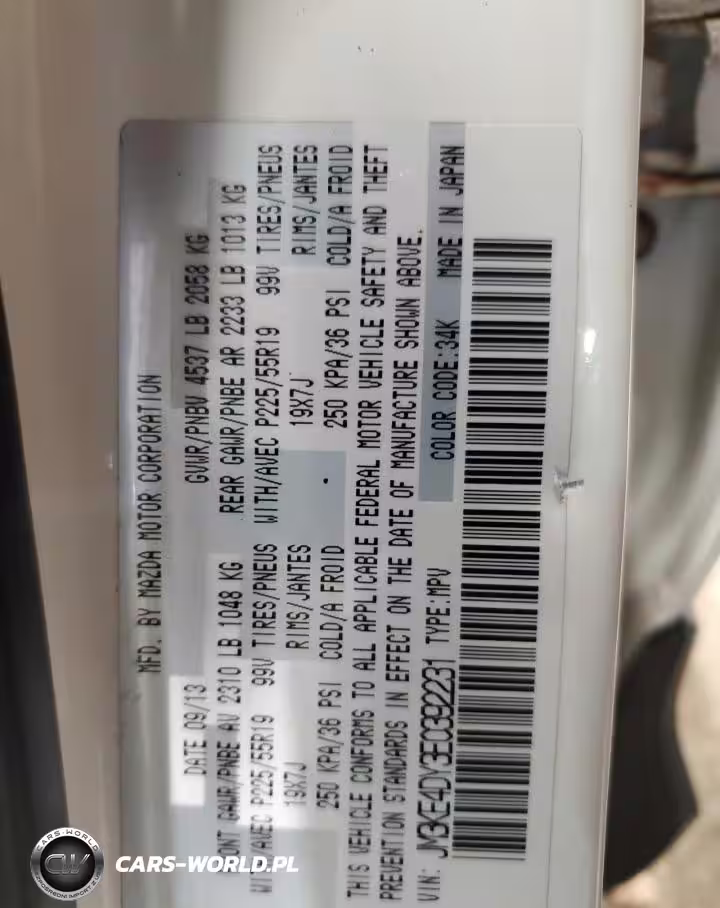 MFD. BY MAZDA MOTOR CORPORATION
DATE 09/13 GVWR/PNBV 4537 LB 2058 KG
FRONT GAWR/PNBE AV 2310 LB 1048 KG REAR GAWR/PNBE AR 2233 LB 1013 KG
WITH/AVEC P225/55R19 99V TIRES/PNEUS WITH/AVEC P225/55R19 99V TIRES/PNEUS
19X7J RIMS/JANTES 19X7J RIMS/JANTES
250 KPA/36 PSI COLD/A FROID 250 KPA/36 PSI COLD/A FROID
THIS VEHICLE CONFORMS TO ALL APPLICABLE FEDERAL MOTOR VEHICLE SAFETY AND THEFT
PREVENTION STANDARDS IN EFFECT ON THE DATE OF MANUFACTURE SHOWN ABOVE.
VIN: JM3KE4DY3E0392231 TYPE:MPV COLOR CODE:34K MADE IN JAPAN
CARS-WORLD
CW
CARS-WORLD.PL